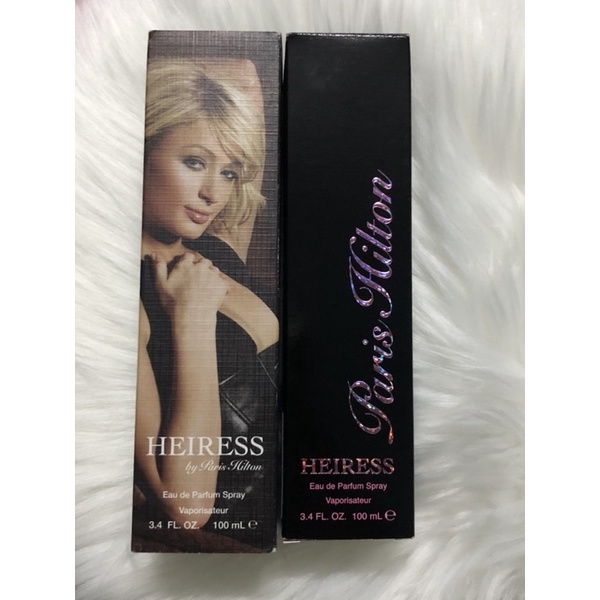 HEIRESS
by Paris Hilton
Eau de Parfum Spray
Vaporisateur
3.4 FL. OZ. 100 mL ℮
Paris Hilton
HEIRESS
Eau de Parfum Spray
Vaporisateur
3.4 FL. OZ. 100 mL ℮